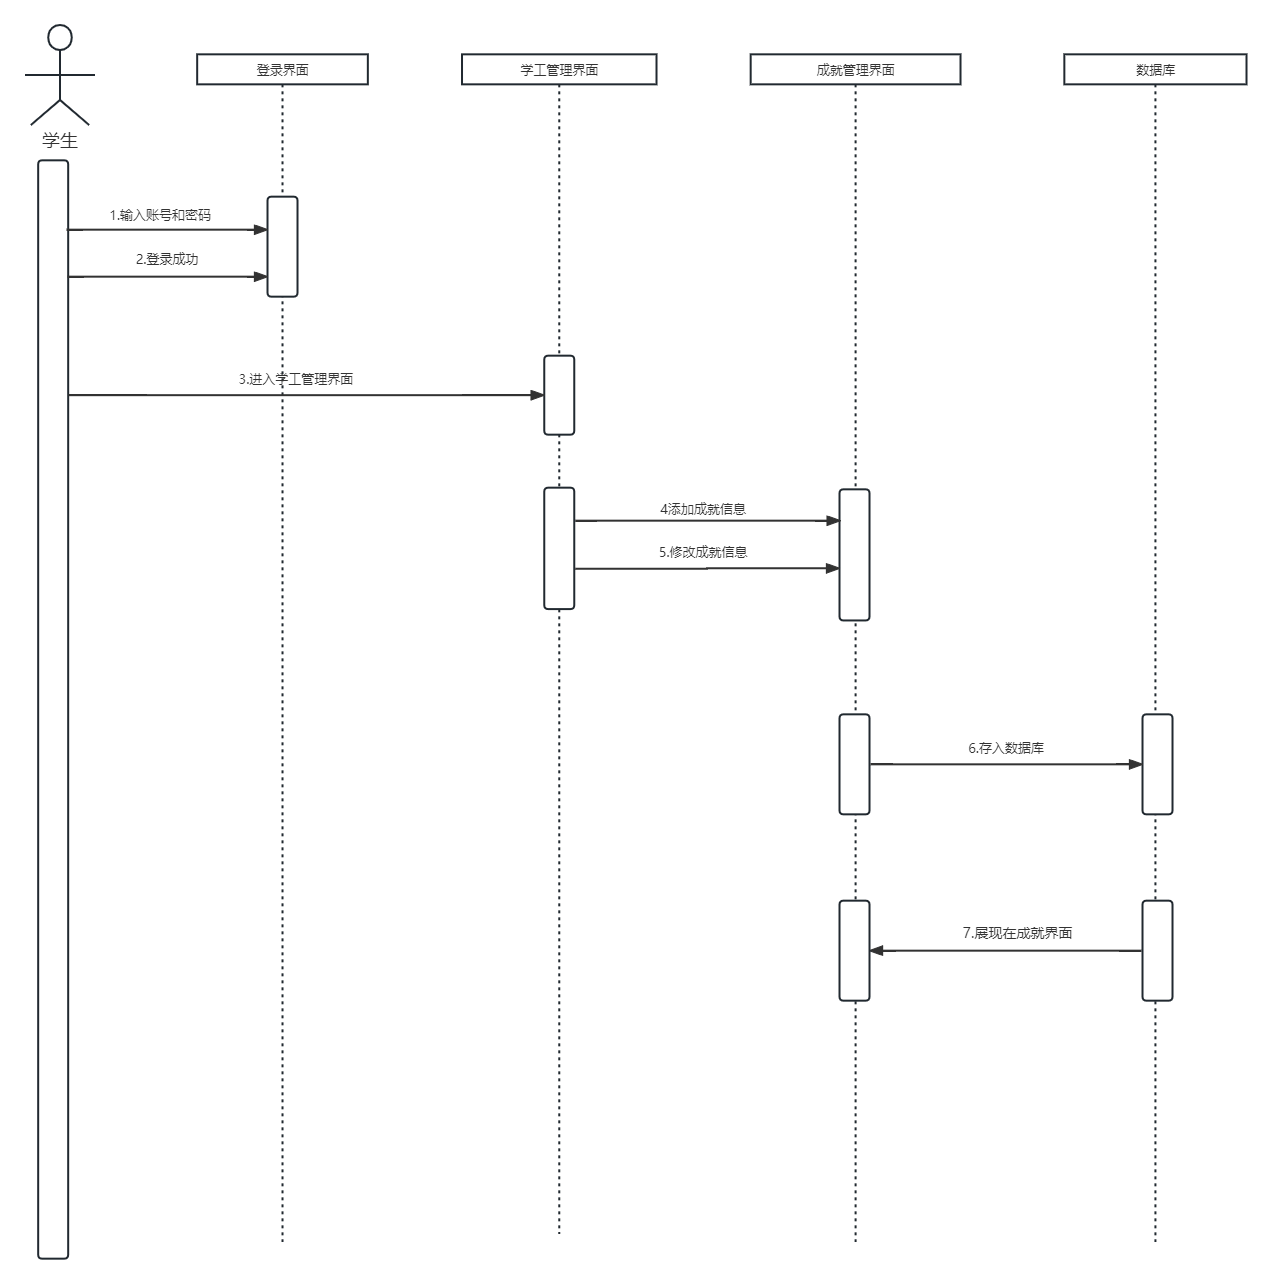 学生
登录界面
学工管理界面
成就管理界面
数据库
1.输入账号和密码
2.登录成功
3.进入学工管理界面
4添加成就信息
5.修改成就信息
6.存入数据库
7.展现在成就界面